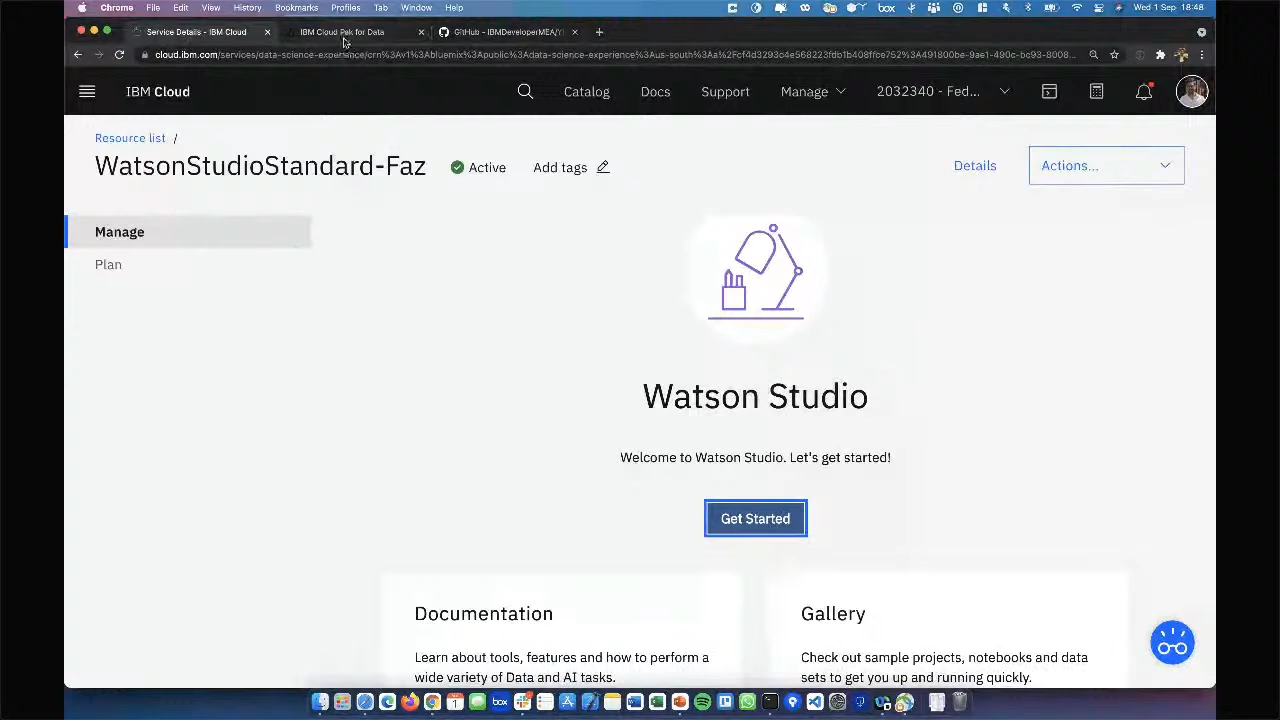 Chrome File Edit View History Bookmarks Profiles Tab Window Help
box
Wed 1 Sep 18:48
Service Details - IBM Cloud
IBM Cloud Pak for Data
GitHub - IBMDeveloperMEA/Y
IBM Cloud
Catalog
Docs
Support
Manage
2032340 - Fed...
Resource list /
WatsonStudioStandard-Faz
Active
Add tags
Details
Actions...
Manage
Plan
Watson Studio
Welcome to Watson Studio. Let's get started!
Get Started
Documentation
Gallery
Learn about tools, features and how to perform a
wide variety of Data and AI tasks.
Check out sample projects, notebooks and data
sets to get you up and running quickly.